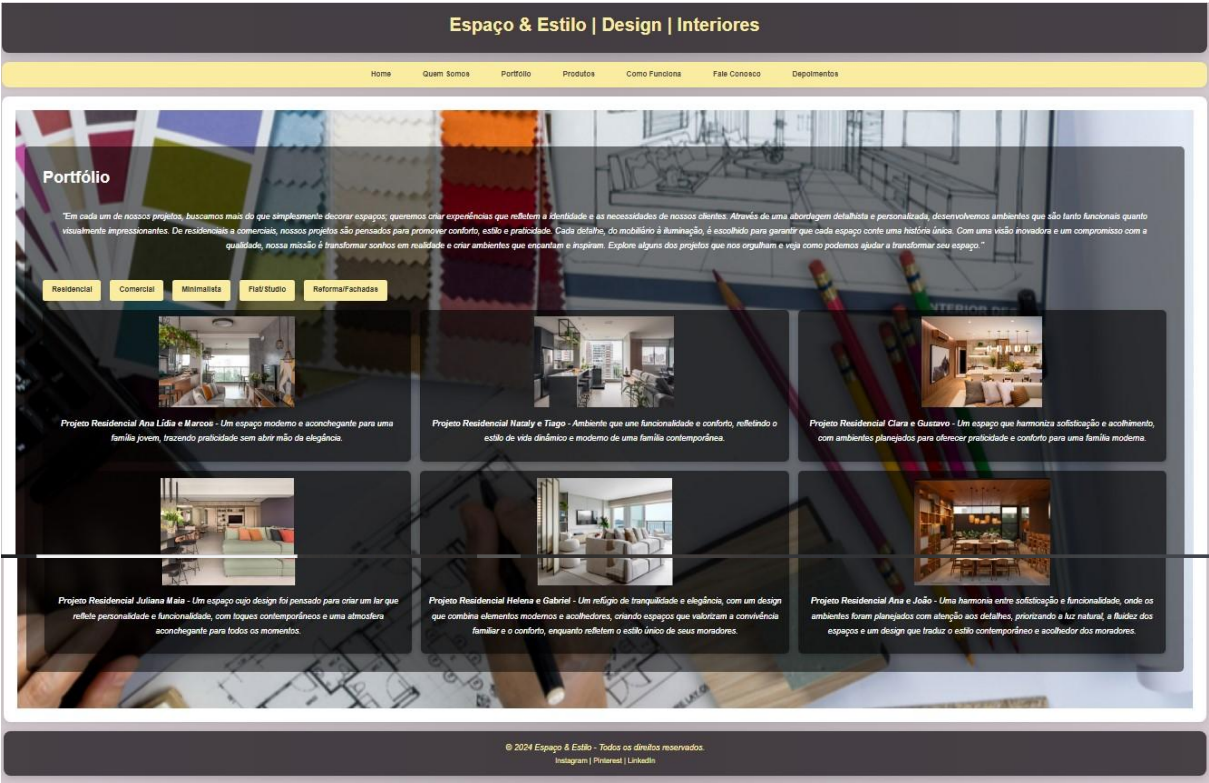 Espaço & Estilo | Design | Interiores
Home Quem Somos Portfólio Produtos Como Funciona Fale Conosco Depoimentos
Portfólio
"Em cada um de nossos projetos, buscamos mais do que simplesmente decorar espaços; queremos criar experiências que refletem a identidade e as necessidades de nossos clientes. Através de uma abordagem detalhista e personalizada, desenvolvemos ambientes que são tanto funcionais quanto
visualmente impressionantes. De residenciais a comerciais, nossos projetos são pensados para promover conforto, estilo e praticidade. Cada detalhe, do mobiliário à iluminação, é escolhido para garantir que cada espaço conte uma história única. Com uma visão inovadora e um compromisso com a
qualidade, nossa missão é transformar sonhos em realidade e criar ambientes que encantam e inspiram. Explore alguns dos projetos que nos orgulham e veja como podemos ajudar a transformar seu espaço."
INTERIOR
Residencial Comercial Minimalista Flat/Studio Reforma/Fachadas
Projeto Residencial Ana Lídia e Marcos - Um espaço moderno e aconchegante para uma
família jovem, trazendo praticidade sem abrir mão da elegância.
Projeto Residencial Nataly e Tiago - Ambiente que une funcionalidade e conforto, refletindo o
estilo de vida dinâmico e moderno de uma família contemporânea.
Projeto Residencial Clara e Gustavo - Um espaço que harmoniza sofisticação e acolhimento,
com ambientes planejados para oferecer praticidade e conforto para uma família moderna.
Projeto Residencial Juliana Maia - Um espaço cujo design foi pensado para criar um lar que
reflete personalidade e funcionalidade, com toques contemporâneos e uma atmosfera
aconchegante para todos os momentos.
Projeto Residencial Helena e Gabriel - Um refúgio de tranquilidade e elegância, com um design
que combina elementos modernos e acolhedores, criando espaços que valorizam a convivência
familiar e o conforto, enquanto refletem o estilo único de seus moradores.
Projeto Residencial Ana e João - Uma harmonia entre sofisticação e funcionalidade, onde os
ambientes foram planejados com atenção aos detalhes, priorizando a luz natural, a fluidez dos
espaços e um design que traduz o estilo contemporâneo e acolhedor dos moradores.
© 2024 Espaço & Estilo - Todos os direitos reservados.
Instagram | Pinterest | LinkedIn